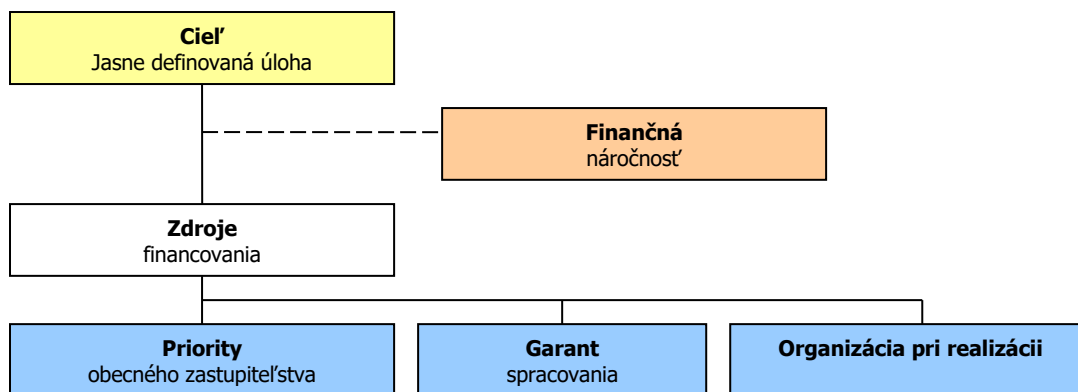 Cieľ
Jasne definovaná úloha
Finančná
náročnosť
Zdroje
financovania
Priority
obecného zastupiteľstva
Garant
spracovania
Organizácia pri realizácii